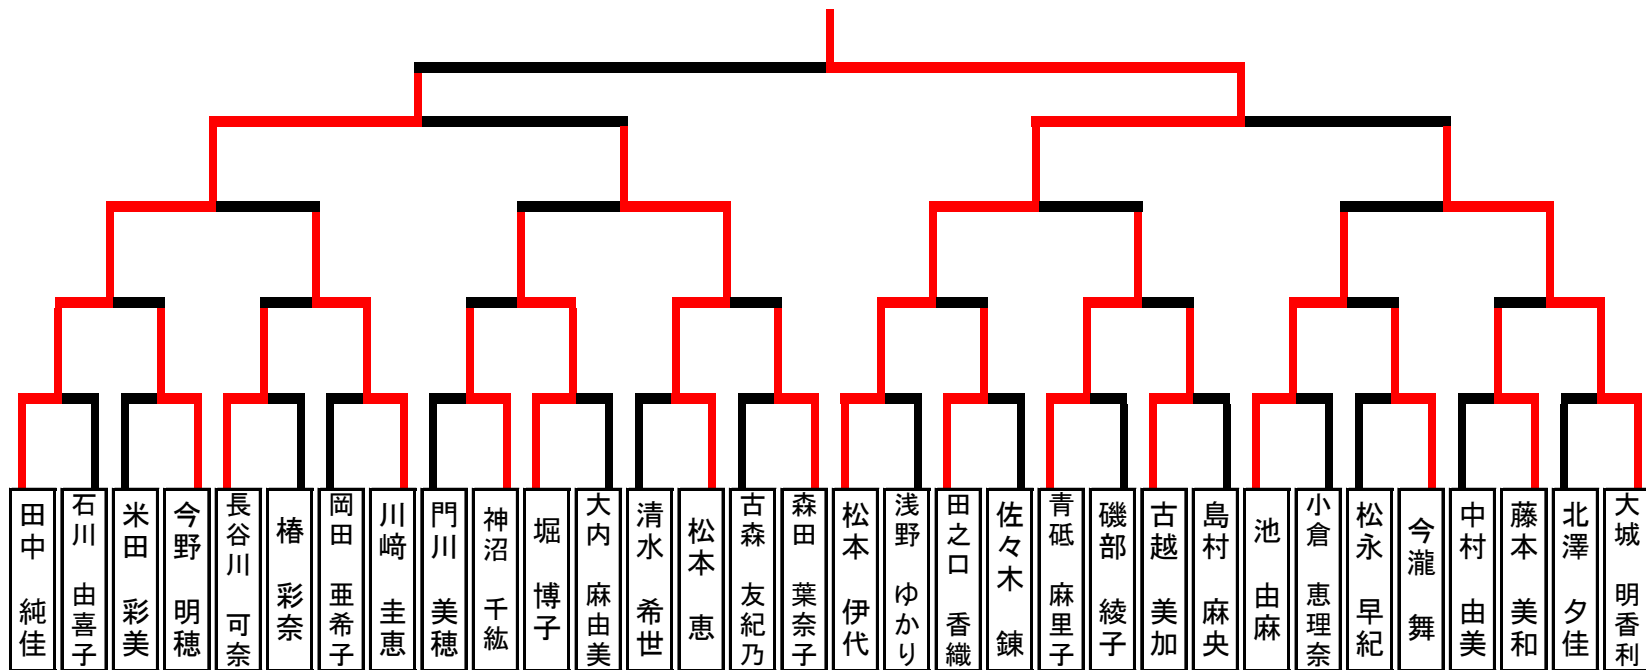 田中 純佳
石川 由喜子
米田 彩美
今野 明穂
長谷川 可奈
椿 彩奈
岡田 亜希子
川﨑 圭恵
門川 美穂
神沼 千紘
堀 博子
大内 麻由美
清水 希世
松本 恵
古森 友紀乃
森田 葉奈子
松本 伊代
浅野 ゆかり
田之口 香織
佐々木 錬
青砥 麻里子
磯部 綾子
古越 美加
島村 麻央
池 由麻
小倉 恵理奈
松永 早紀
今瀧 舞
中村 由美
藤本 美和
北澤 夕佳
大城 明香利